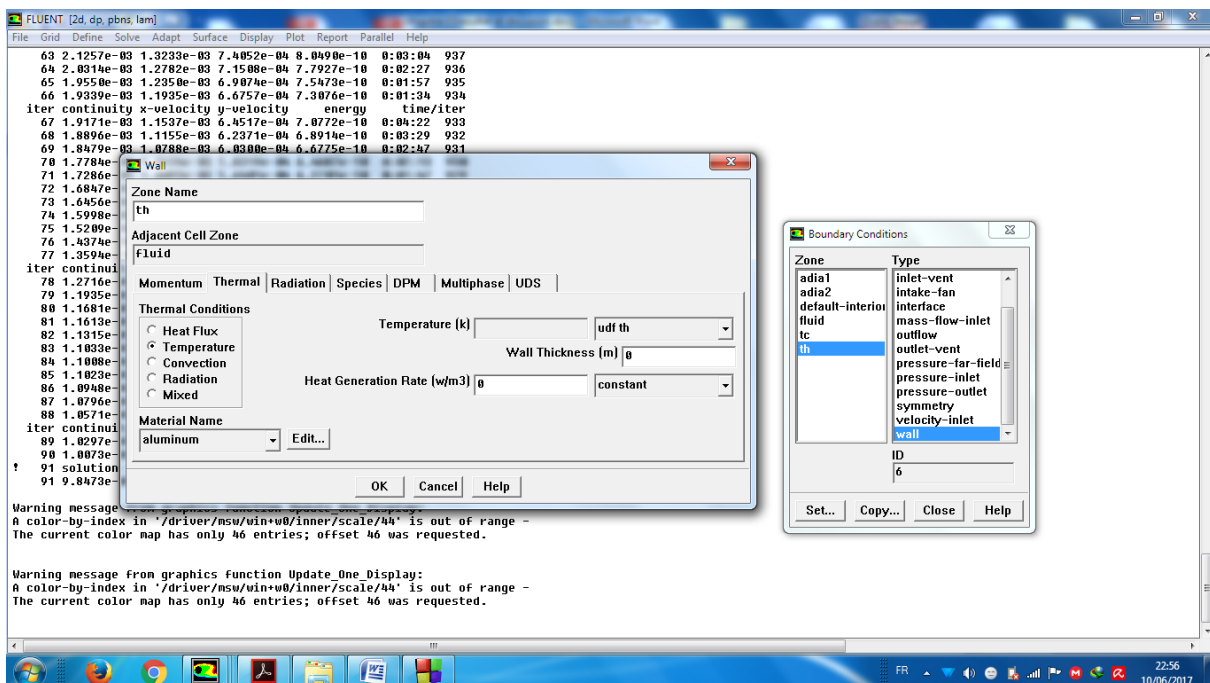 FLUENT [2d, dp, pbns, lam]
File Grid Define Solve Adapt Surface Display Plot Report Parallel Help
63 2.1257e-03 1.3233e-03 7.4052e-04 8.0490e-10 0:03:04 937
64 2.0314e-03 1.2782e-03 7.1508e-04 7.7927e-10 0:02:27 936
65 1.9550e-03 1.2350e-03 6.9074e-04 7.5473e-10 0:01:57 935
66 1.9339e-03 1.1935e-03 6.6757e-04 7.3076e-10 0:01:34 934
iter continuity x-velocity y-velocity energy time/iter
67 1.9171e-03 1.1537e-03 6.4517e-04 7.0772e-10 0:04:22 933
68 1.8896e-03 1.1155e-03 6.2371e-04 6.8914e-10 0:03:29 932
69 1.8479e-03 1.0788e-03 6.0300e-04 6.6775e-10 0:02:47 931
70 1.7784e-
71 1.7286e-
72 1.6847e-
73 1.6456e-
74 1.5998e-
75 1.5209e-
76 1.4374e-
77 1.3594e-
iter continui
78 1.2716e-
79 1.1935e-
80 1.1681e-
81 1.1613e-
82 1.1315e-
83 1.1033e-
84 1.1008e-
85 1.1023e-
86 1.0948e-
87 1.0796e-
88 1.0571e-
iter continui
89 1.0297e-
90 1.0073e-
! 91 solution
91 9.8473e-
Warning message from graphics function Update_One_Display:
A color-by-index in '/driver/msw/win+w0/inner/scale/44' is out of range -
The current color map has only 46 entries; offset 46 was requested.
Warning message from graphics function Update_One_Display:
A color-by-index in '/driver/msw/win+w0/inner/scale/44' is out of range -
The current color map has only 46 entries; offset 46 was requested.
Wall
Zone Name
th
Adjacent Cell Zone
fluid
Momentum Thermal Radiation Species DPM Multiphase UDS
Thermal Conditions
Heat Flux
Temperature
Convection
Radiation
Mixed
Temperature (k) udf th
Wall Thickness (m) 0
Heat Generation Rate (w/m3) 0 constant
Material Name
aluminum Edit...
OK Cancel Help
Boundary Conditions
Zone
adia1
adia2
default-interior
fluid
tc
th
Type
inlet-vent
intake-fan
interface
mass-flow-inlet
outflow
outlet-vent
pressure-far-field
pressure-inlet
pressure-outlet
symmetry
velocity-inlet
wall
ID
6
Set... Copy... Close Help
FR
22:56
10/06/2017